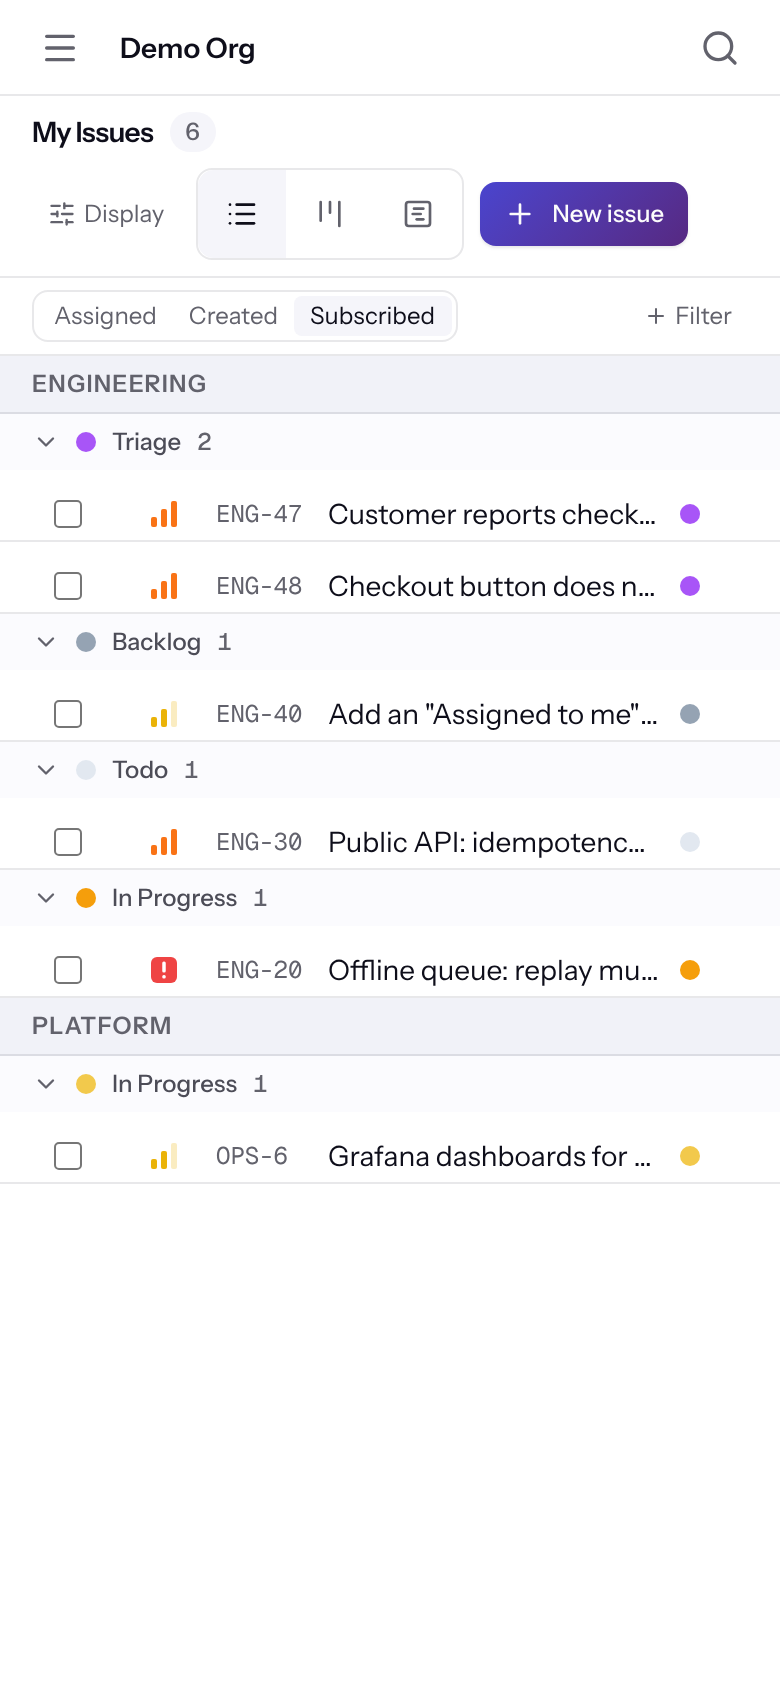 Demo Org
My Issues 6
Display
New issue
Assigned Created Subscribed
+ Filter
ENGINEERING
Triage 2
ENG-47 Customer reports check...
ENG-48 Checkout button does n...
Backlog 1
ENG-40 Add an "Assigned to me"...
Todo 1
ENG-30 Public API: idempotenc...
In Progress 1
ENG-20 Offline queue: replay mu...
PLATFORM
In Progress 1
OPS-6 Grafana dashboards for ...